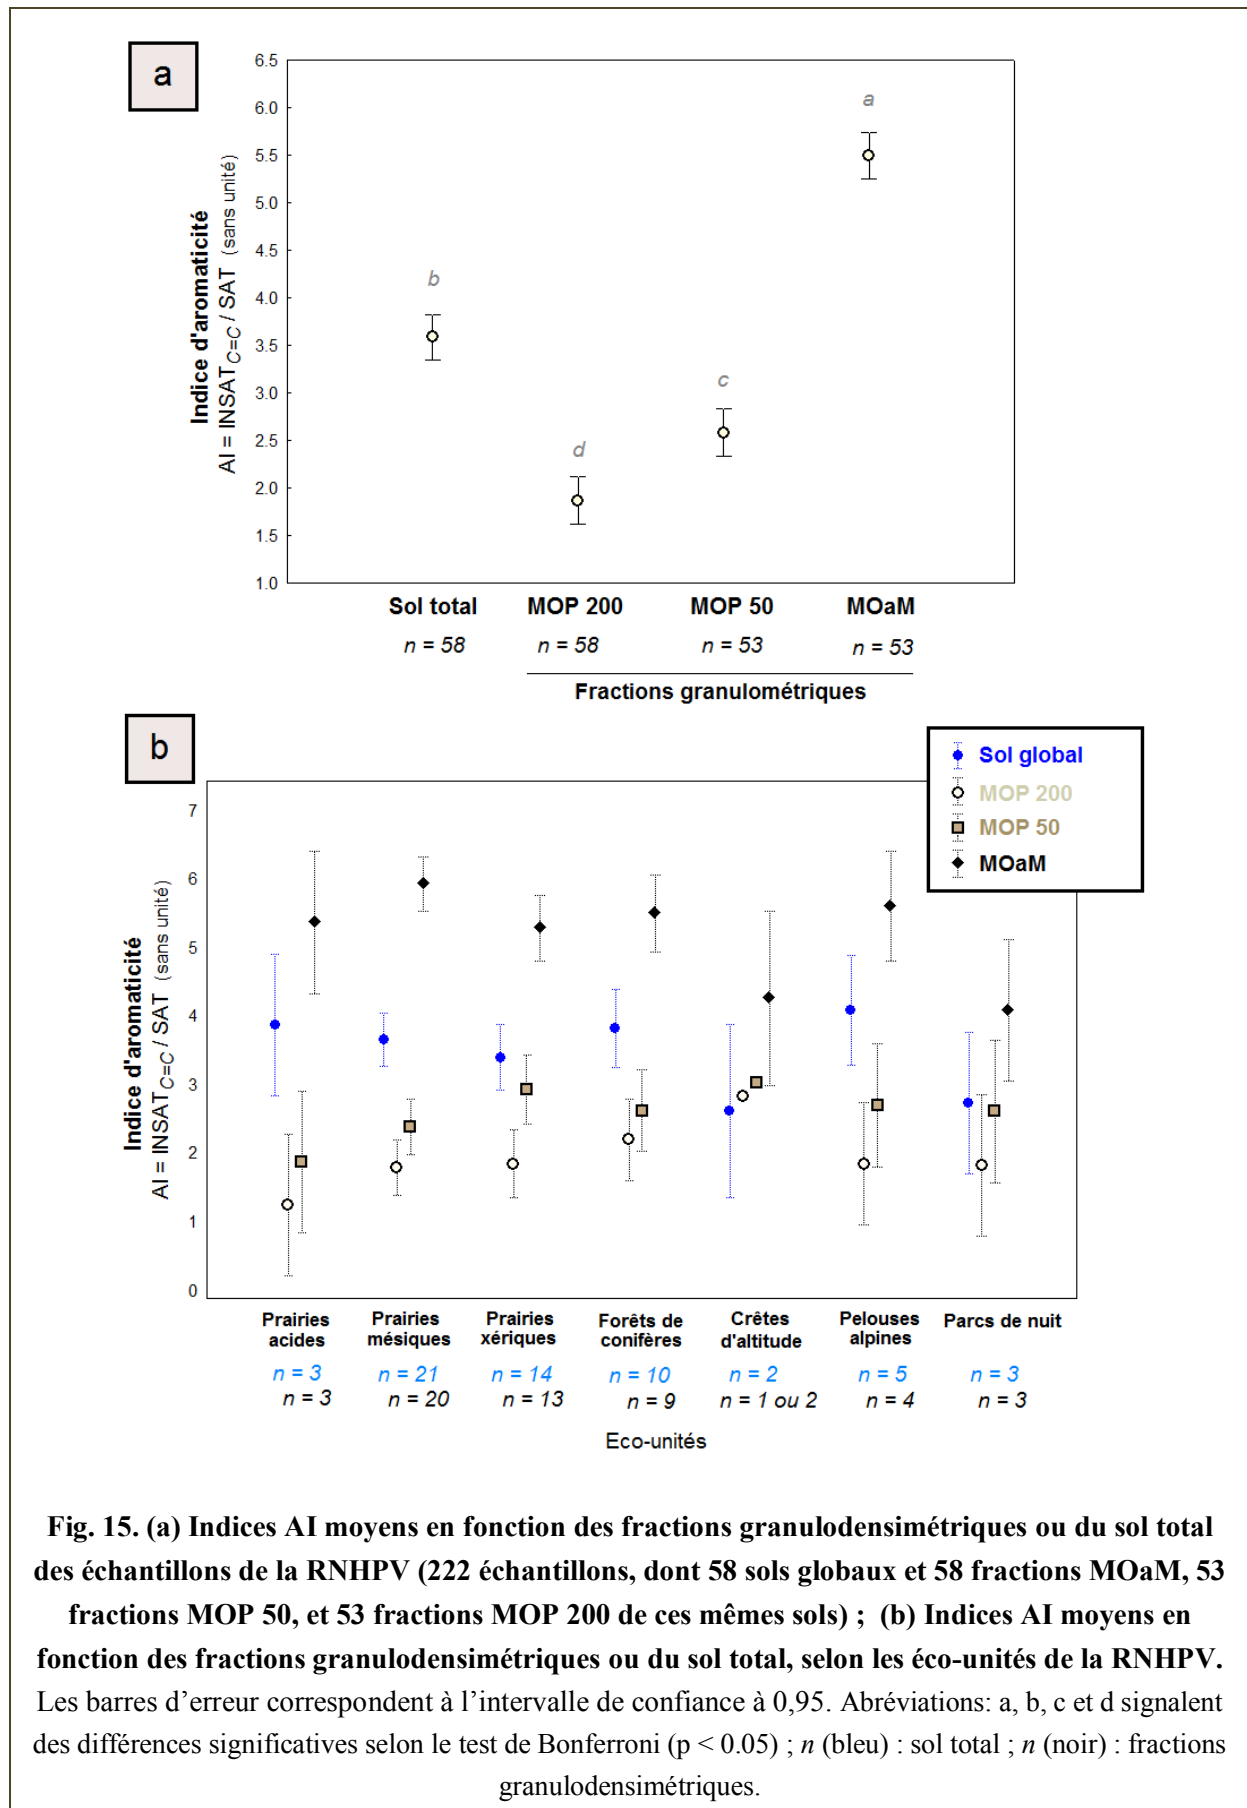 a
6.5
6.0
5.5
5.0
4.5
4.0
3.5
3.0
2.5
2.0
1.5
1.0
Indice d'aromaticité
AI = INSAT C=C / SAT (sans unité)
b
d
c
a
Sol total MOP 200 MOP 50 MOaM
n = 58 n = 58 n = 53 n = 53
Fractions granulométriques
b
Sol global
MOP 200
MOP 50
MOaM
7
6
5
4
3
2
1
0
Indice d'aromaticité
AI = INSAT C=C / SAT (sans unité)
Prairies acides
Prairies mésiques
Prairies xériques
Forêts de conifères
Crêtes d'altitude
Pelouses alpines
Parcs de nuit
n = 3 n = 21 n = 14 n = 10 n = 2 n = 5 n = 3
n = 3 n = 20 n = 13 n = 9 n = 1 ou 2 n = 4 n = 3
Eco-unités
Fig. 15. (a) Indices AI moyens en fonction des fractions granulodensimétriques ou du sol total
des échantillons de la RNHPV (222 échantillons, dont 58 sols globaux et 58 fractions MOaM, 53
fractions MOP 50, et 53 fractions MOP 200 de ces mêmes sols) ; (b) Indices AI moyens en
fonction des fractions granulodensimétriques ou du sol total, selon les éco-unités de la RNHPV.
Les barres d’erreur correspondent à l’intervalle de confiance à 0,95. Abréviations: a, b, c et d signalent
des différences significatives selon le test de Bonferroni (p < 0.05) ; n (bleu) : sol total ; n (noir) : fractions
granulodensimétriques.